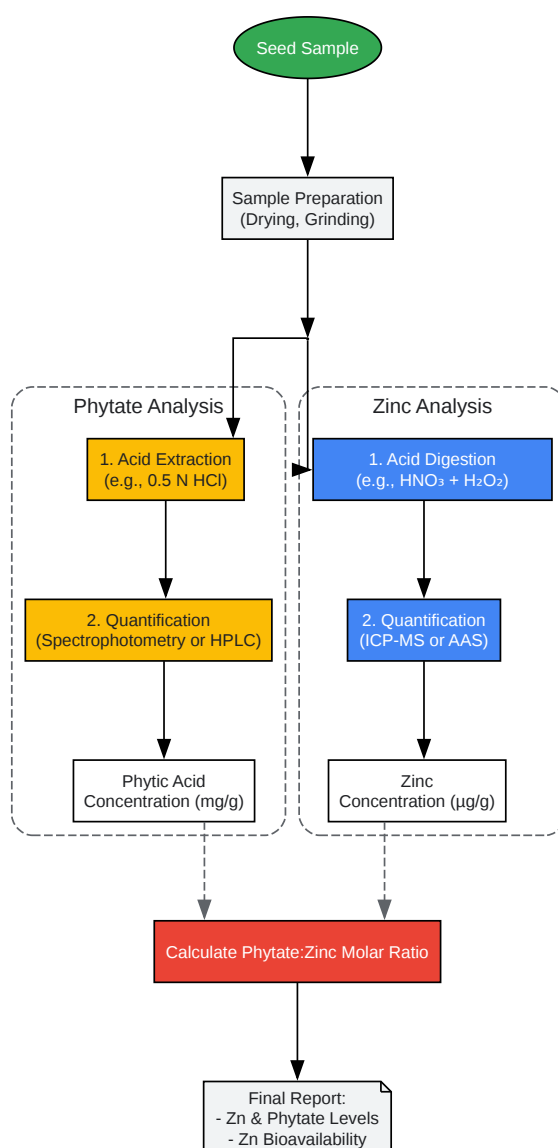 Seed Sample
Sample Preparation
(Drying, Grinding)
Phytate Analysis
Zinc Analysis
1. Acid Extraction
(e.g., 0.5 N HCl)
1. Acid Digestion
(e.g., HNO₃ + H₂O₂)
2. Quantification
(Spectrophotometry or HPLC)
2. Quantification
(ICP-MS or AAS)
Phytic Acid
Concentration (mg/g)
Zinc
Concentration (µg/g)
Calculate Phytate:Zinc Molar Ratio
Final Report:
- Zn & Phytate Levels
- Zn Bioavailability